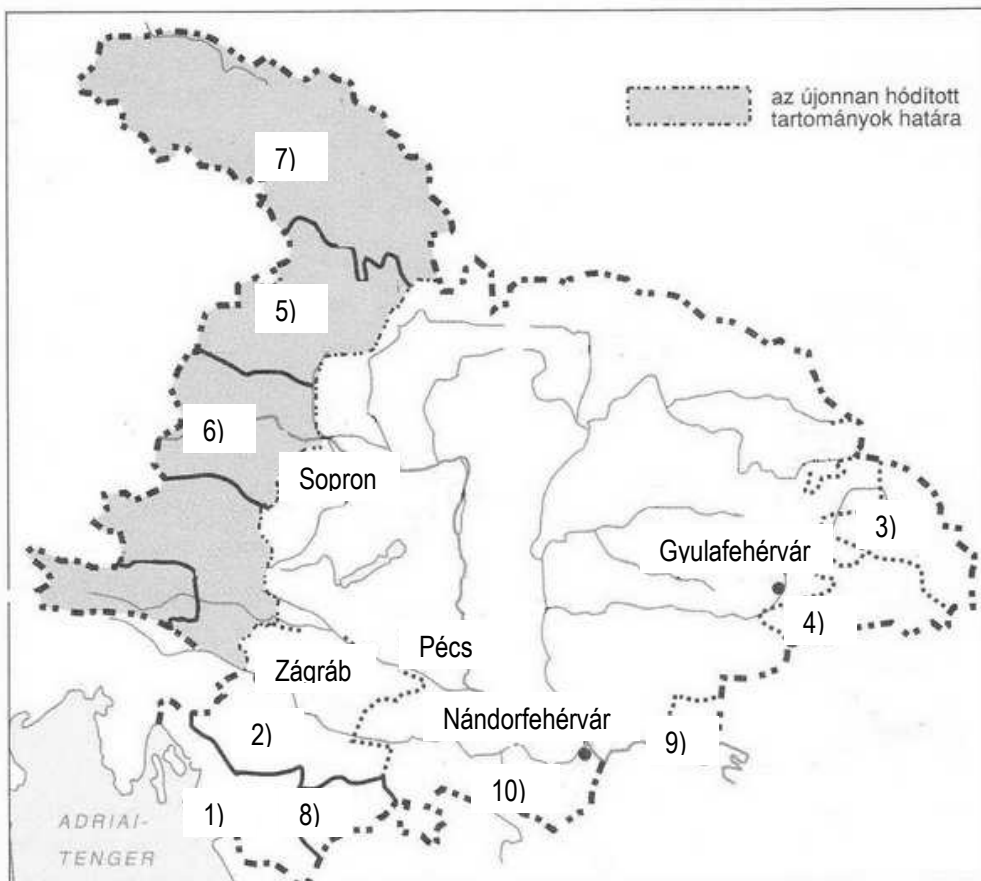 az újonnan hódított
tartományok határa
7)
5)
6)
Sopron
3)
Gyulafehérvár
4)
Pécs
Zágráb
Nándorfehérvár
2)
9)
10)
1)
8)
ADRIAI-
TENGER